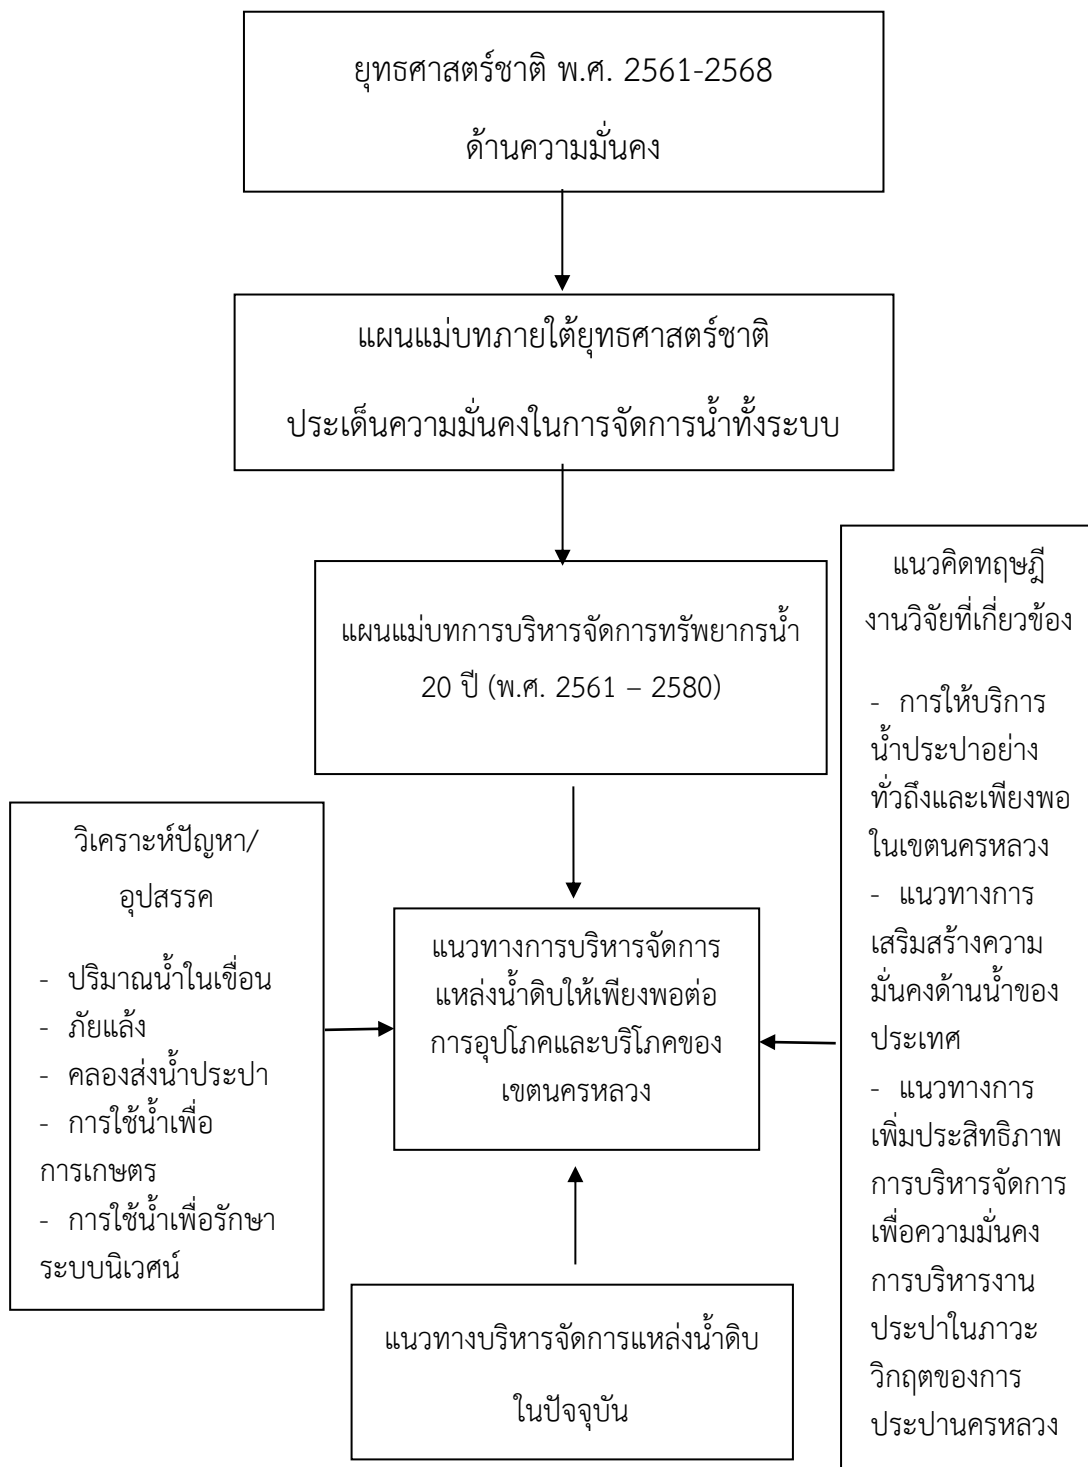 ยุทธศาสตร์ชาติ พ.ศ. 2561-2568
ด้านความมั่นคง
แผนแม่บทภายใต้ยุทธศาสตร์ชาติ
ประเด็นความมั่นคงในการจัดการน้ำทั้งระบบ
แผนแม่บทการบริหารจัดการทรัพยากรน้ำ
20 ปี (พ.ศ. 2561 – 2580)
วิเคราะห์ปัญหา/
อุปสรรค
- ปริมาณน้ำในเขื่อน
- ภัยแล้ง
- คลองส่งน้ำประปา
- การใช้น้ำเพื่อ
การเกษตร
- การใช้น้ำเพื่อรักษา
ระบบนิเวศน์
แนวทางการบริหารจัดการ
แหล่งน้ำดิบให้เพียงพอต่อ
การอุปโภคและบริโภคของ
เขตนครหลวง
แนวคิดทฤษฎี
งานวิจัยที่เกี่ยวข้อง
- การให้บริการ
น้ำประปาอย่าง
ทั่วถึงและเพียงพอ
ในเขตนครหลวง
- แนวทางการ
เสริมสร้างความ
มั่นคงด้านน้ำของ
ประเทศ
- แนวทางการ
เพิ่มประสิทธิภาพ
การบริหารจัดการ
เพื่อความมั่นคง
การบริหารงาน
ประปาในภาวะ
วิกฤตของการ
ประปานครหลวง
แนวทางบริหารจัดการแหล่งน้ำดิบ
ในปัจจุบัน